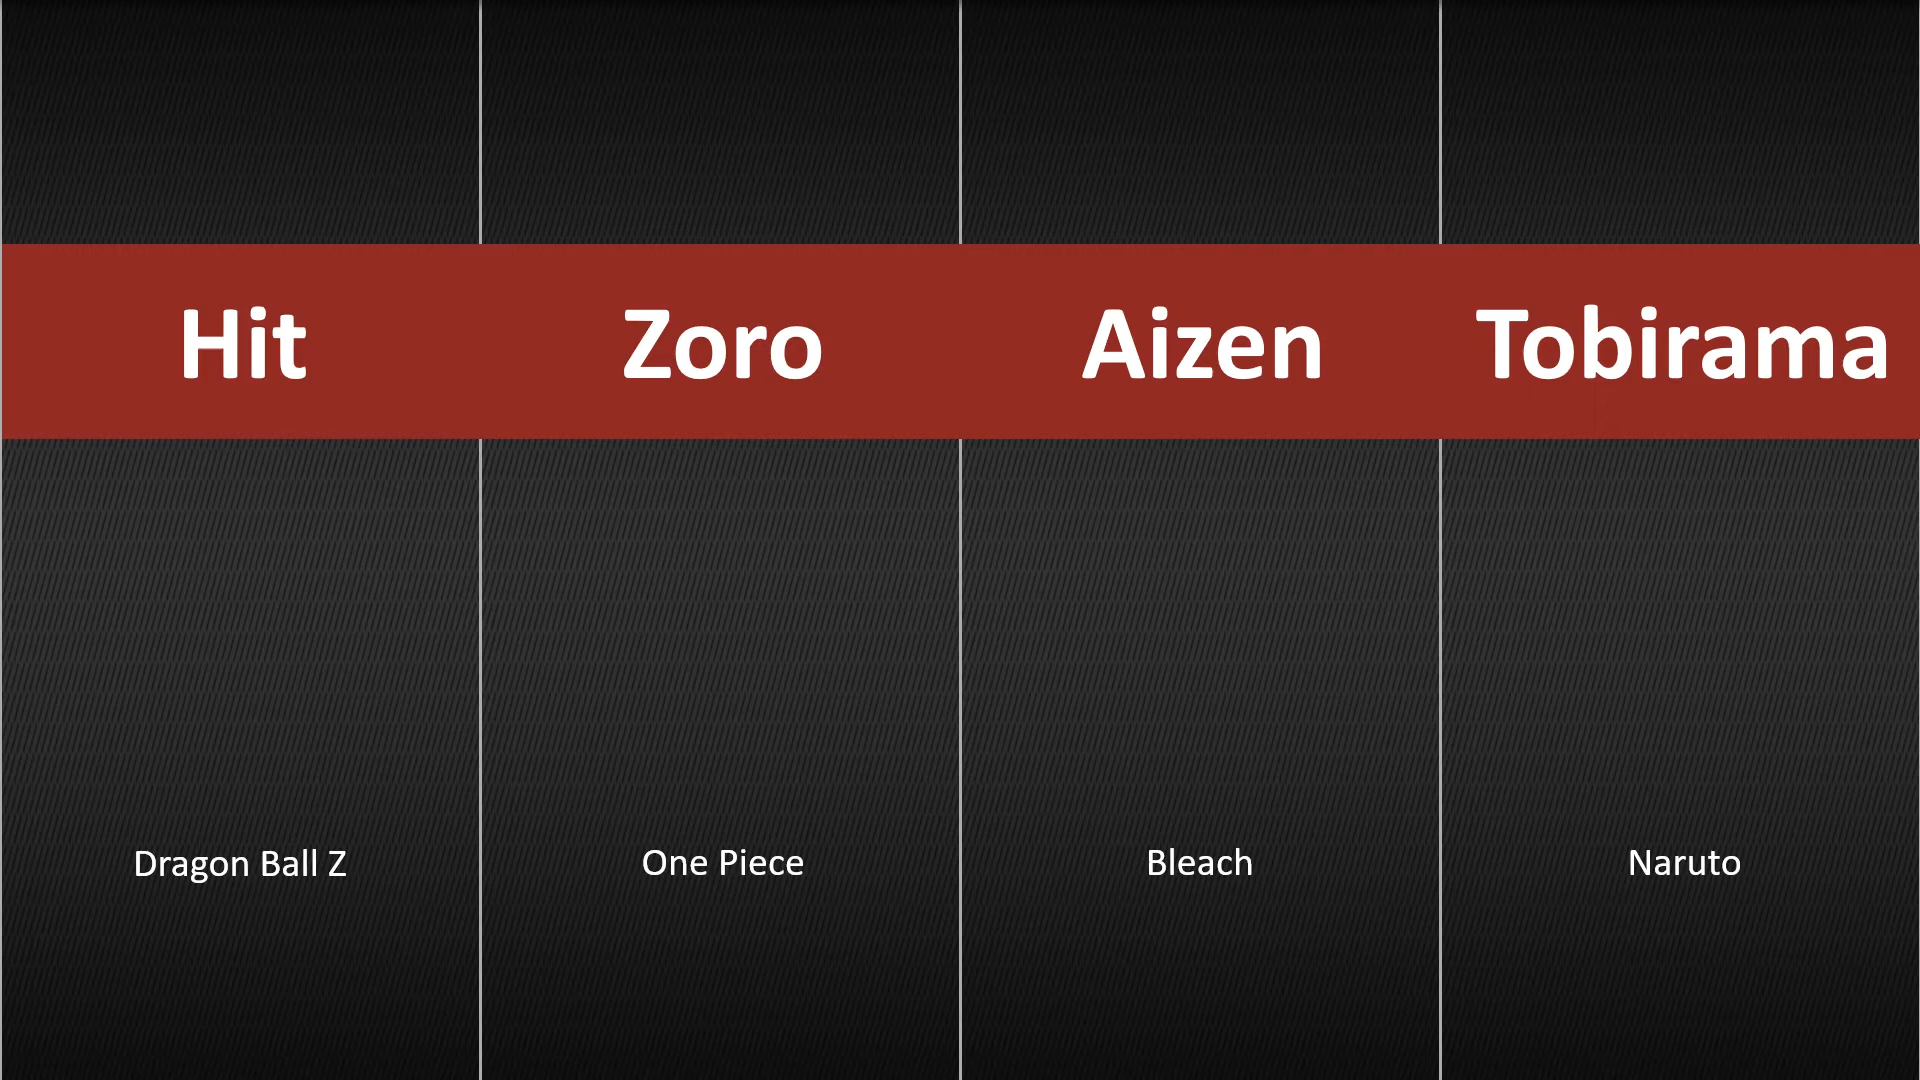 Hit
Zoro
Aizen
Tobirama
Dragon Ball Z
One Piece
Bleach
Naruto